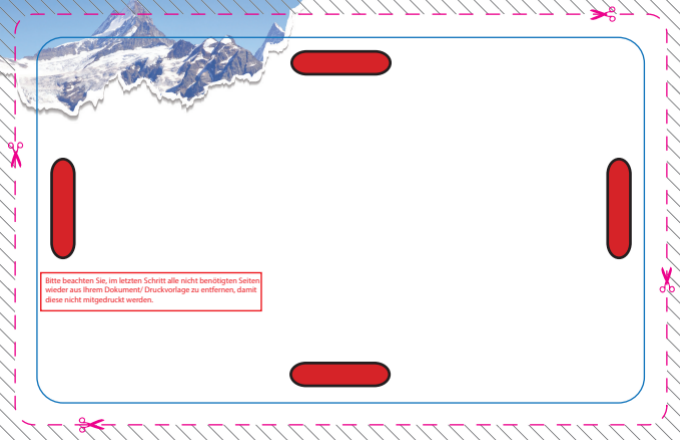 Bitte beachten Sie, im letzten Schritt alle nicht benötigten Seiten
wieder aus Ihrem Dokument/ Druckvorlage zu entfernen, damit
diese nicht mitgedruckt werden.